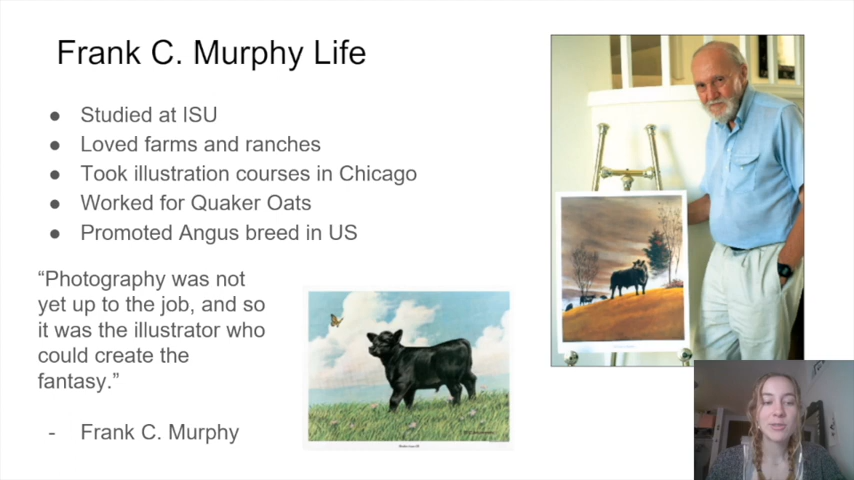 Frank C. Murphy Life
● Studied at ISU
● Loved farms and ranches
● Took illustration courses in Chicago
● Worked for Quaker Oats
● Promoted Angus breed in US
“Photography was not
yet up to the job, and so
it was the illustrator who
could create the
fantasy.”
- Frank C. Murphy